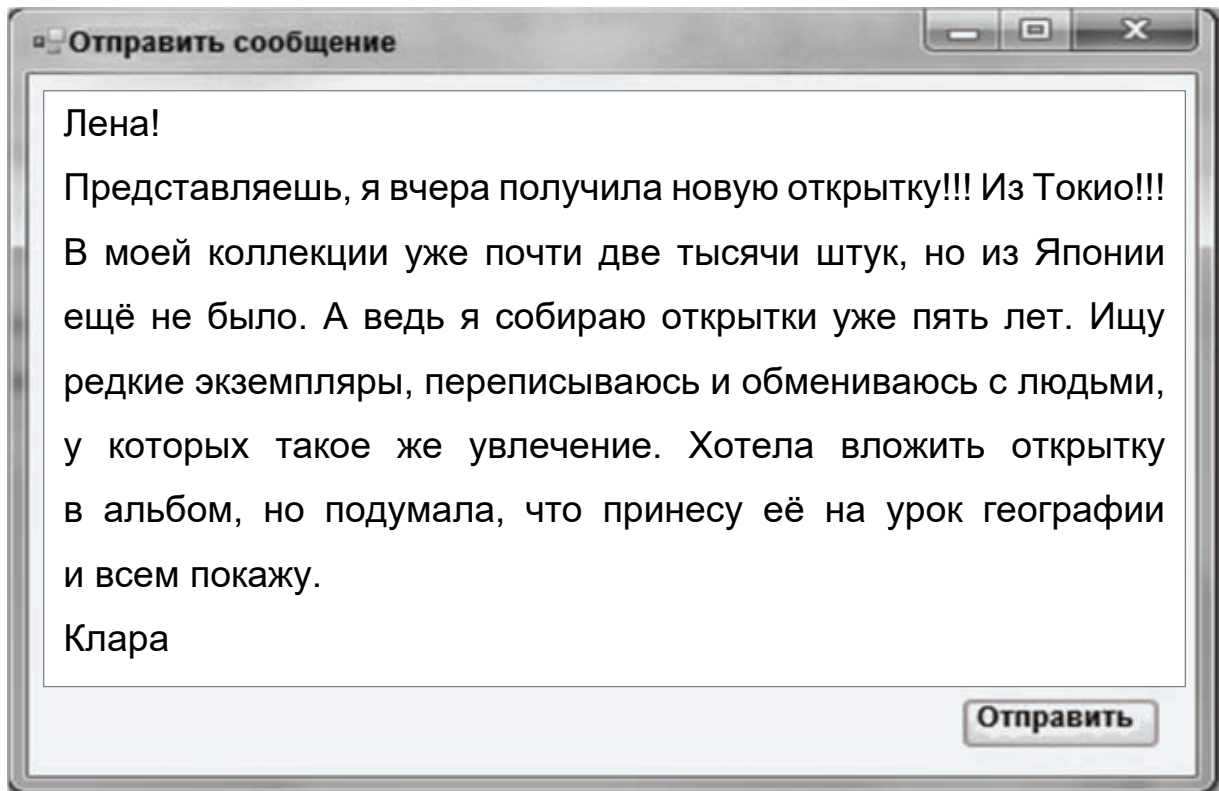 Отправить сообщение
Лена!
Представляешь, я вчера получила новую открытку!!! Из Токио!!!
В моей коллекции уже почти две тысячи штук, но из Японии
ещё не было. А ведь я собираю открытки уже пять лет. Ищу
редкие экземпляры, переписываюсь и обмениваюсь с людьми,
у которых такое же увлечение. Хотела вложить открытку
в альбом, но подумала, что принесу её на урок географии
и всем покажу.
Клара
Отправить